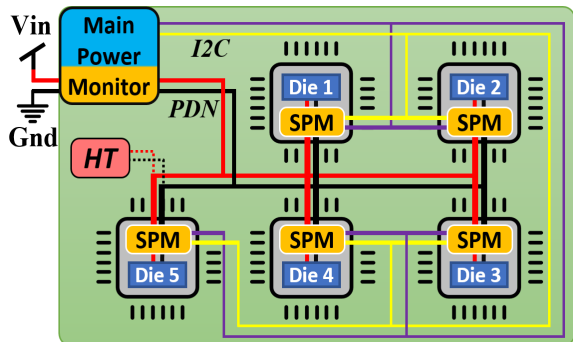 Vin
Main
Power
Monitor
I2C
PDN
Gnd
HT
Die 1
SPM
Die 2
SPM
SPM
Die 5
SPM
Die 4
SPM
Die 3